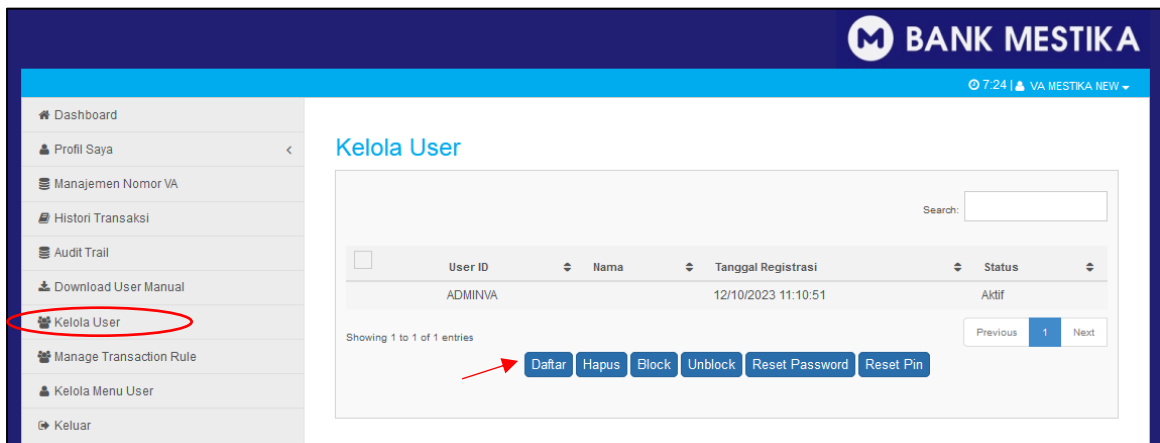 BANK MESTIKA
7:24 | VA MESTIKA NEW
Dashboard
Profil Saya
Manajemen Nomor VA
Histori Transaksi
Audit Trail
Download User Manual
Kelola User
Manage Transaction Rule
Kelola Menu User
Keluar
Kelola User
Search:
User ID Nama Tanggal Registrasi Status
ADMINVA 12/10/2023 11:10:51 Aktif
Showing 1 to 1 of 1 entries
Previous 1 Next
Daftar Hapus Block Unblock Reset Password Reset Pin